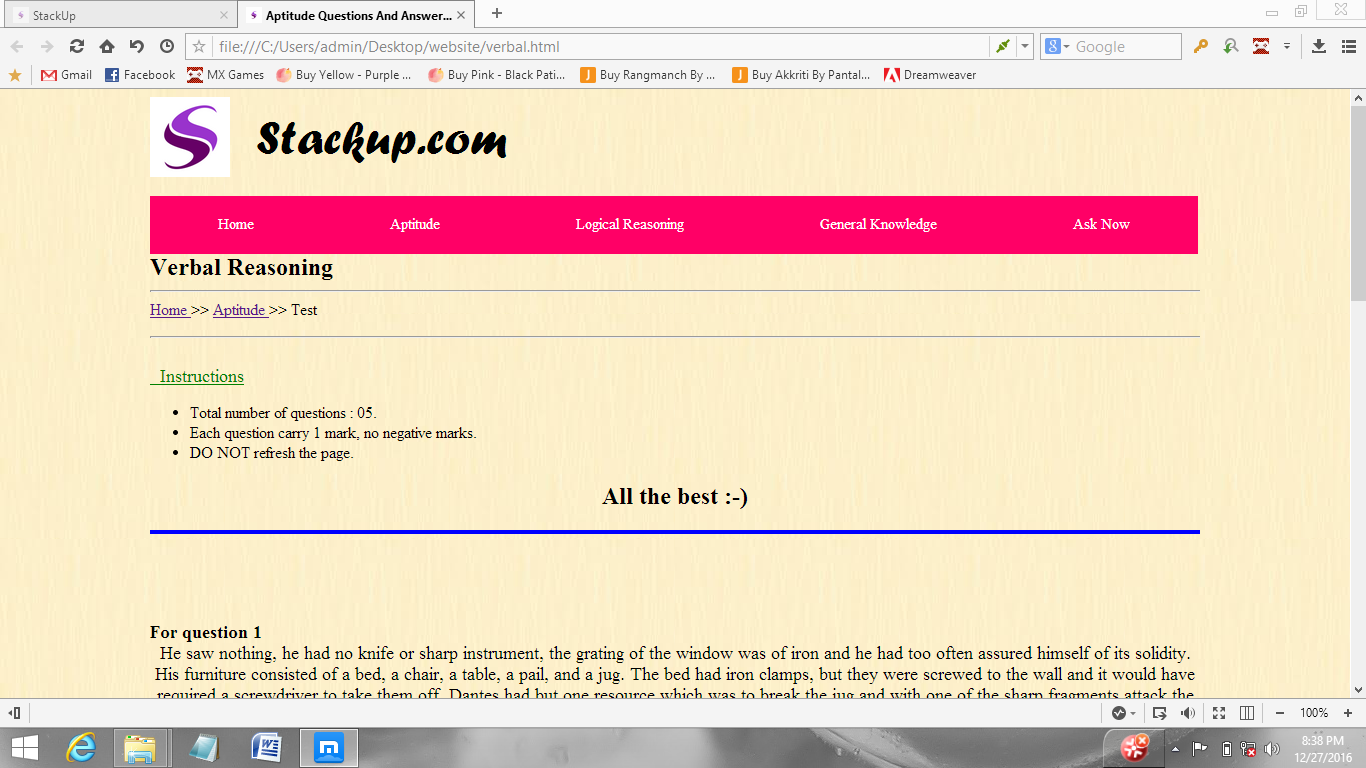 StackUp
Aptitude Questions And Answer...
file:///C:/Users/admin/Desktop/website/verbal.html
Google
Gmail
Facebook
MX Games
Buy Yellow - Purple ...
Buy Pink - Black Pati...
Buy Rangmanch By ...
Buy Akkriti By Pantal...
Dreamweaver
Stackup.com
Home
Aptitude
Logical Reasoning
General Knowledge
Ask Now
Verbal Reasoning
Home >> Aptitude >> Test
Instructions
• Total number of questions : 05.
• Each question carry 1 mark, no negative marks.
• DO NOT refresh the page.
All the best :-)
For question 1
He saw nothing, he had no knife or sharp instrument, the grating of the window was of iron and he had too often assured himself of its solidity.
His furniture consisted of a bed, a chair, a table, a pail, and a jug. The bed had iron clamps, but they were screwed to the wall and it would have
required a screwdriver to take them off. Dantes had but one resource which was to break the jug and with one of the sharp fragments attack the
100%
8:38 PM
12/27/2016